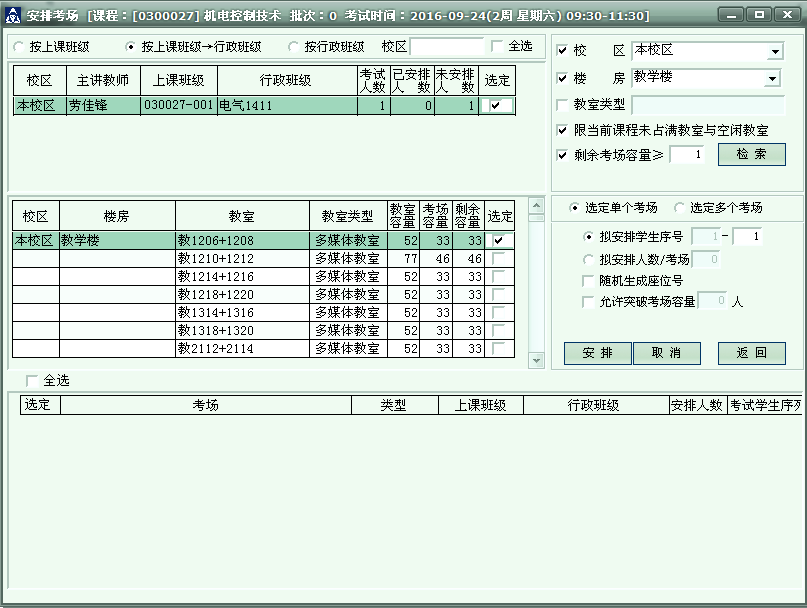 安排考场 [课程：[0300027] 机电控制技术 批次：0 考试时间：2016-09-24(2周 星期六) 09:30-11:30]
按上课班级 按上课班级→行政班级 按行政班级 校区 全选
校区 主讲教师 上课班级 行政班级 考试人数 已安排人数 未安排人数 选定
本校区 劳佳锋 030027-001 电气1411 1 0 1
校区 本校区
楼房 教学楼
教室类型
限当前课程未占满教室与空闲教室
剩余考场容量≥ 1 检 索
校区 楼房 教室 教室类型 教室容量 考场容量 剩余容量 选定
本校区 教学楼 教1206+1208 多媒体教室 52 33 33
教1210+1212 多媒体教室 77 46 46
教1214+1216 多媒体教室 52 33 33
教1218+1220 多媒体教室 52 33 33
教1314+1316 多媒体教室 52 33 33
教1318+1320 多媒体教室 52 33 33
教2112+2114 多媒体教室 52 33 33
选定单个考场 选定多个考场
拟安排学生序号 1 - 1
拟安排人数/考场 0
随机生成座位号
允许突破考场容量 0 人
安 排 取 消 返 回
全选
选定 考场 类型 上课班级 行政班级 安排人数 考试学生序列